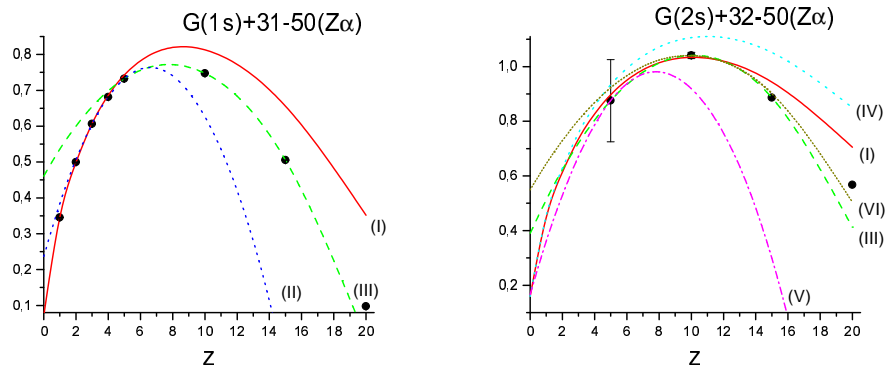 G(1s)+31-50(Zα)
0,8
0,7
0,6
0,5
0,4
0,3
0,2
0,1
0 2 4 6 8 10 12 14 16 18 20
Z
(I)
(II)
(III)
G(2s)+32-50(Zα)
1,0
0,8
0,6
0,4
0,2
0 2 4 6 8 10 12 14 16 18 20
Z
(IV)
(I)
(VI)
(III)
(V)